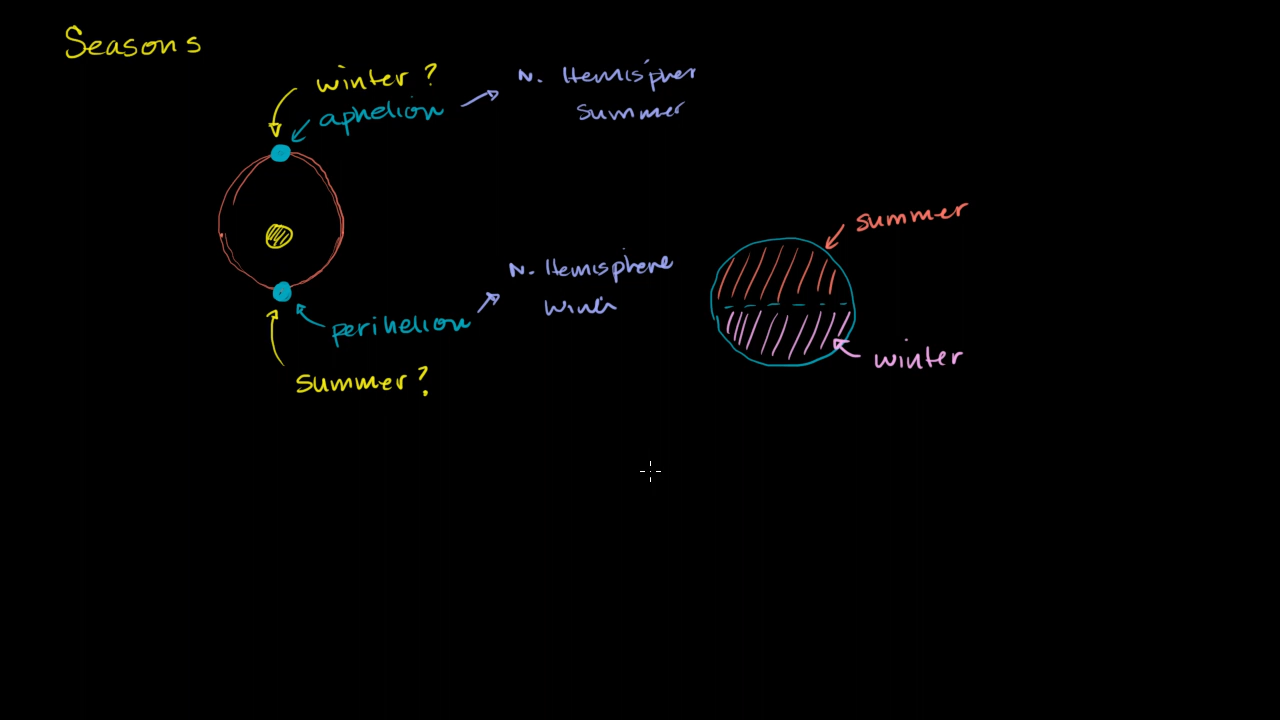 Seasons
winter?
aphelion
N. Hemispher
summer
summer
N. Hemisphere
perihelion
winter
summer?